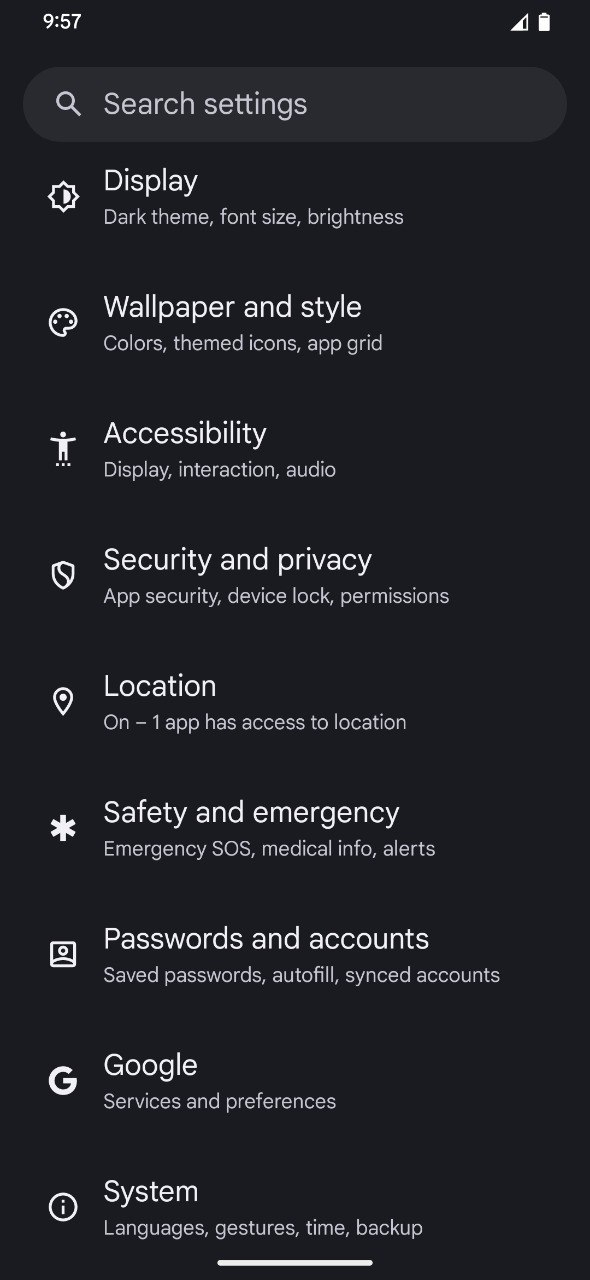 9:57
Search settings
Display
Dark theme, font size, brightness
Wallpaper and style
Colors, themed icons, app grid
Accessibility
Display, interaction, audio
Security and privacy
App security, device lock, permissions
Location
On – 1 app has access to location
Safety and emergency
Emergency SOS, medical info, alerts
Passwords and accounts
Saved passwords, autofill, synced accounts
Google
Services and preferences
System
Languages, gestures, time, backup